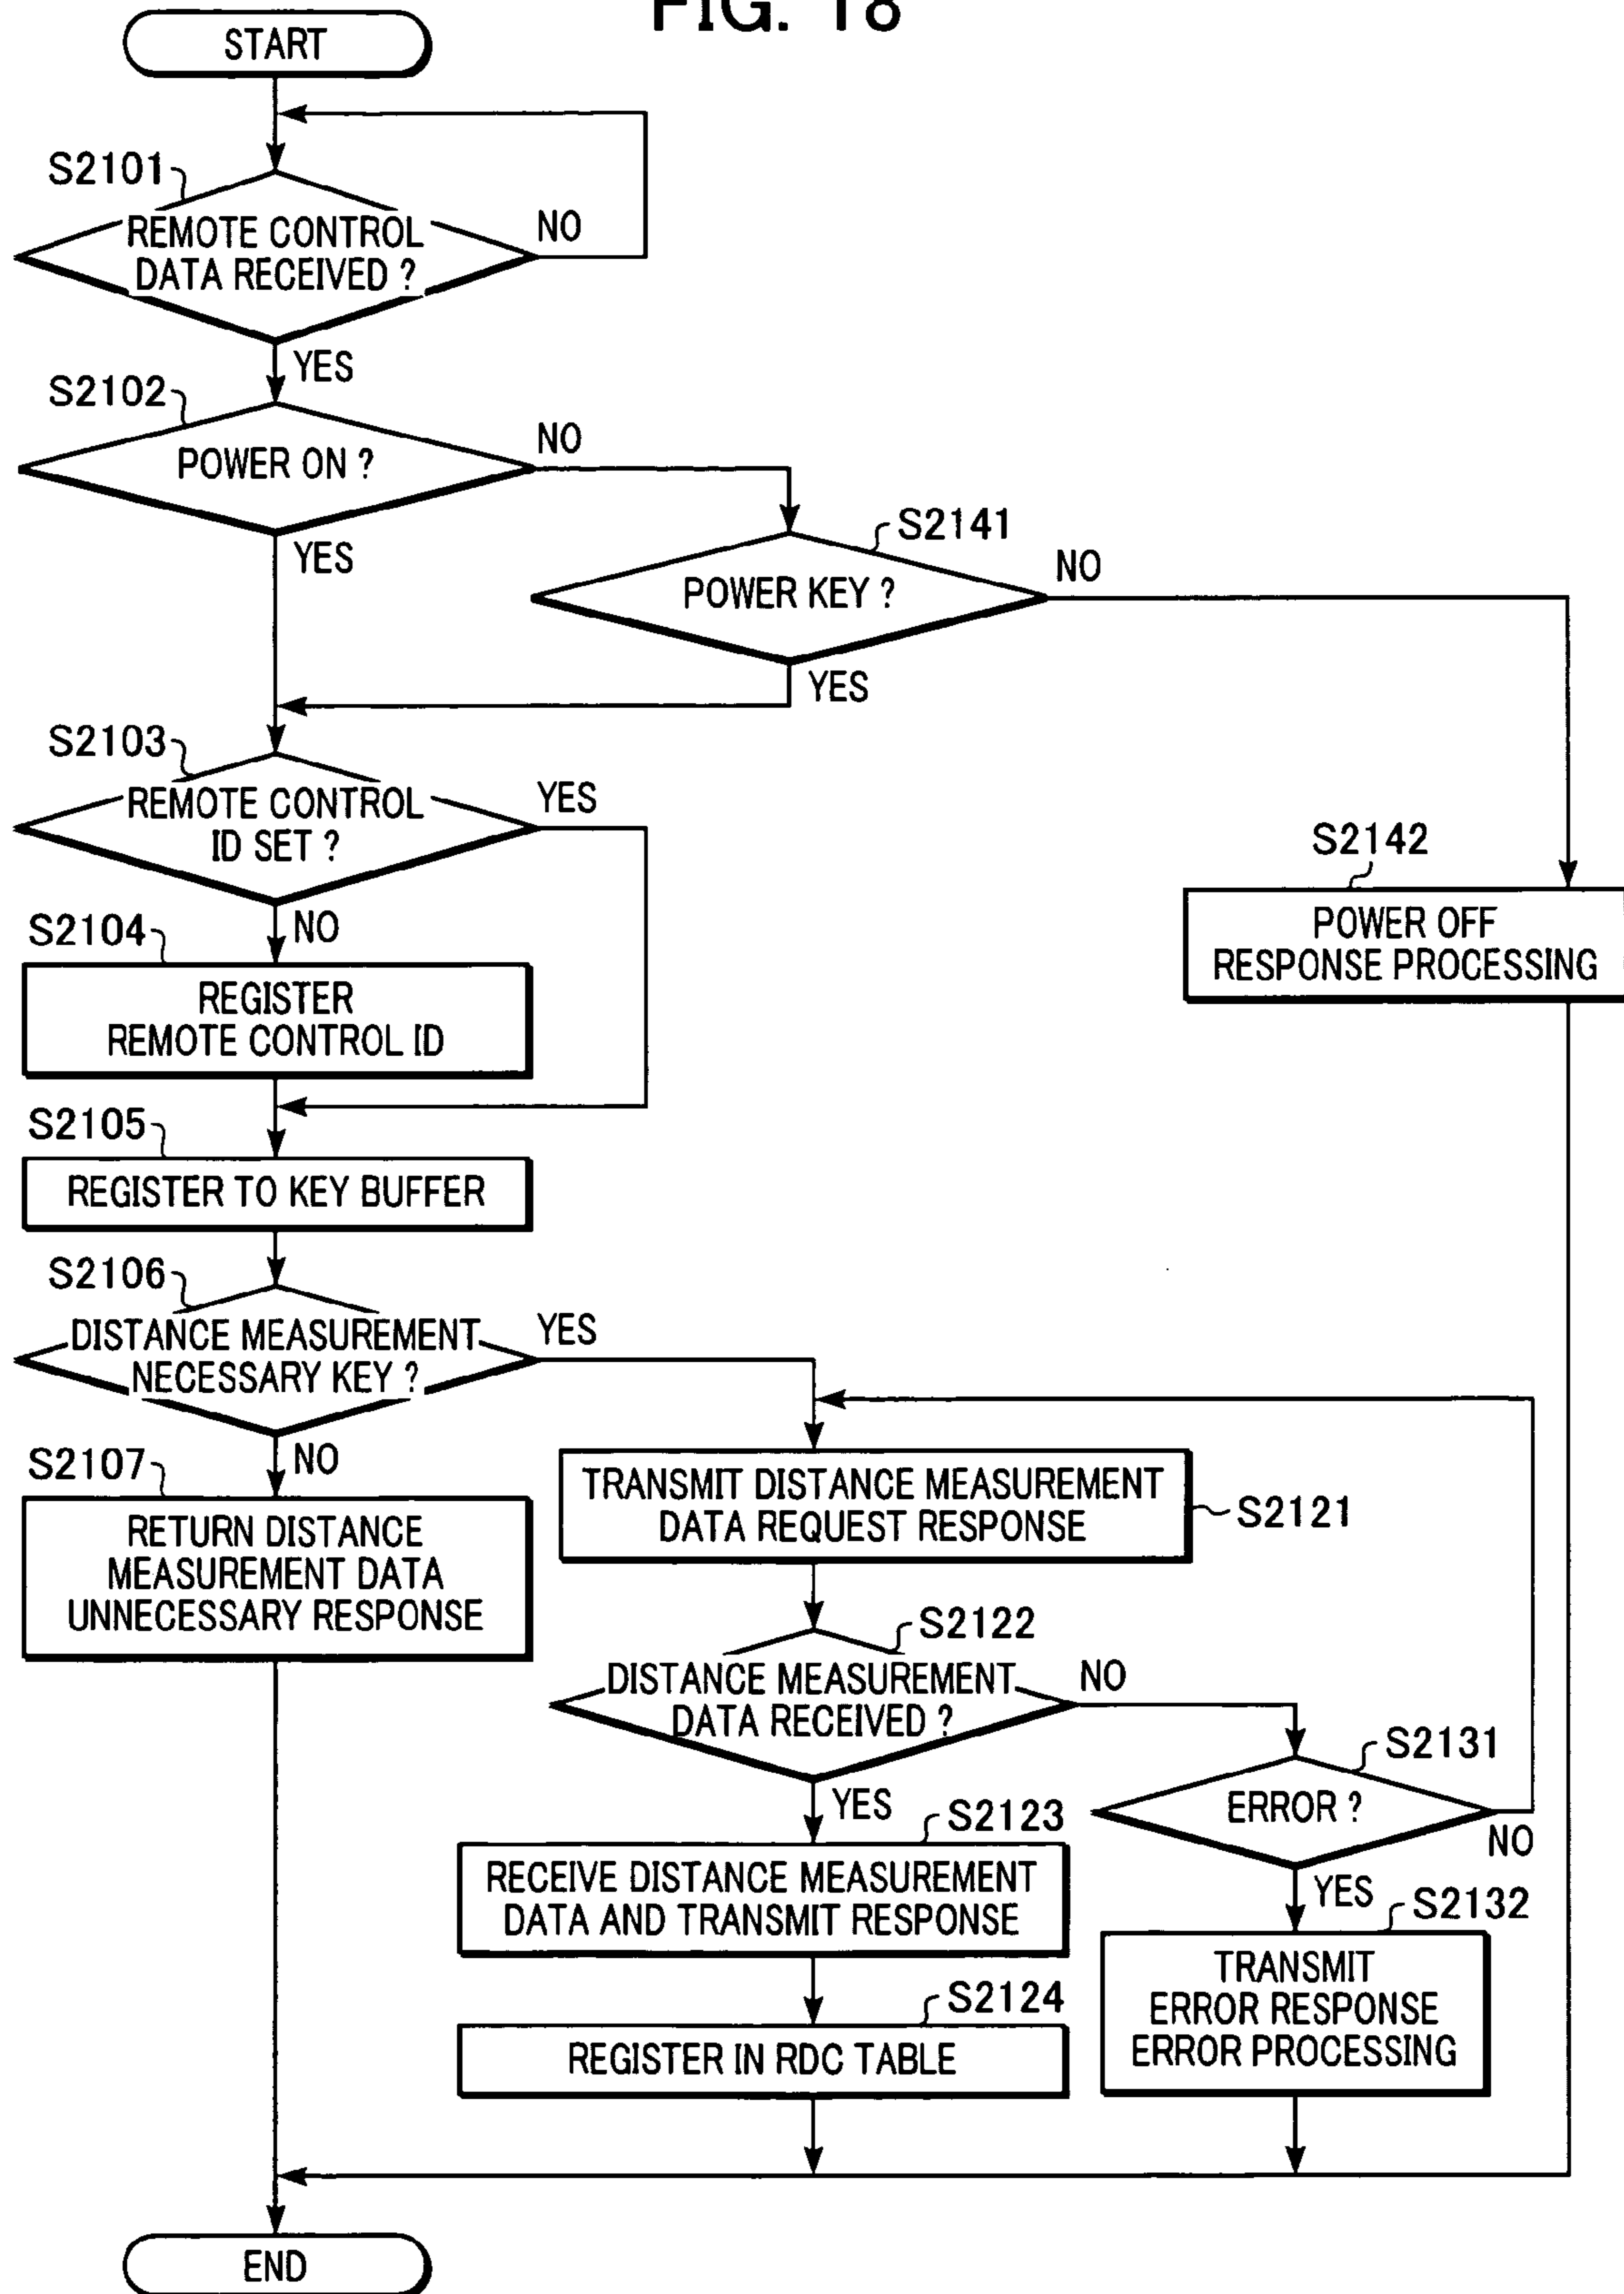 FIG. 18
START
S2101
REMOTE CONTROL
DATA RECEIVED ?
NO
YES
S2102
POWER ON ?
NO
YES
S2141
POWER KEY ?
NO
YES
S2103
REMOTE CONTROL
ID SET ?
YES
NO
S2142
POWER OFF
RESPONSE PROCESSING
S2104
REGISTER
REMOTE CONTROL ID
S2105
REGISTER TO KEY BUFFER
S2106
DISTANCE MEASUREMENT
NECESSARY KEY ?
YES
NO
S2107
RETURN DISTANCE
MEASUREMENT DATA
UNNECESSARY RESPONSE
TRANSMIT DISTANCE MEASUREMENT
DATA REQUEST RESPONSE
S2121
S2122
DISTANCE MEASUREMENT
DATA RECEIVED ?
NO
YES
S2131
ERROR ?
NO
YES
S2123
RECEIVE DISTANCE MEASUREMENT
DATA AND TRANSMIT RESPONSE
S2132
TRANSMIT
ERROR RESPONSE
ERROR PROCESSING
S2124
REGISTER IN RDC TABLE
END